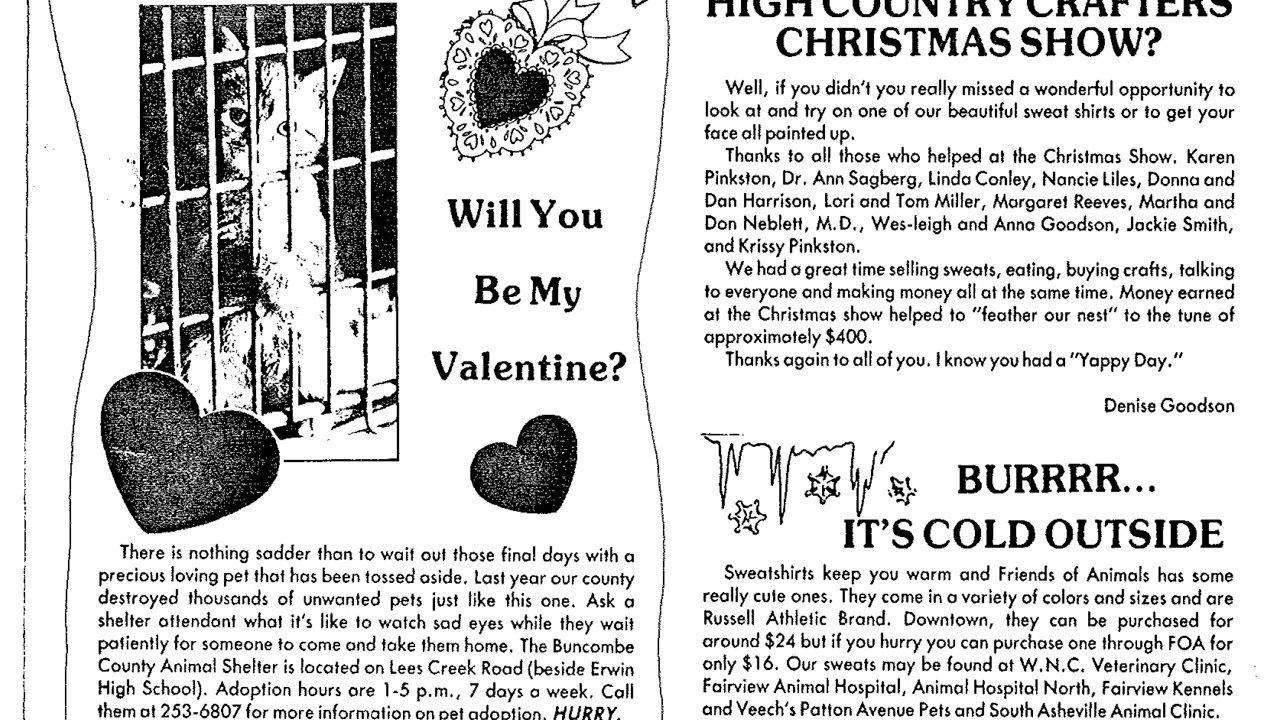 Will You
Be My
Valentine?
There is nothing sadder than to wait out those final days with a
precious loving pet that has been tossed aside. Last year our county
destroyed thousands of unwanted pets just like this one. Ask a
shelter attendant what it's like to watch sad eyes while they wait
patiently for someone to come and take them home. The Buncombe
County Animal Shelter is located on Lees Creek Road (beside Erwin
High School). Adoption hours are 1-5 p.m., 7 days a week. Call
them at 253-6807 for more information on pet adoption. HURRY.
HIGH COUNTRY CRAFTERS
CHRISTMAS SHOW?
Well, if you didn't you really missed a wonderful opportunity to
look at and try on one of our beautiful sweat shirts or to get your
face all painted up.
Thanks to all those who helped at the Christmas Show. Karen
Pinkston, Dr. Ann Sagberg, Linda Conley, Nancie Liles, Donna and
Dan Harrison, Lori and Tom Miller, Margaret Reeves, Martha and
Don Neblett, M.D., Wes-leigh and Anna Goodson, Jackie Smith,
and Krissy Pinkston.
We had a great time selling sweats, eating, buying crafts, talking
to everyone and making money all at the same time. Money earned
at the Christmas show helped to "feather our nest" to the tune of
approximately $400.
Thanks again to all of you. I know you had a "Yappy Day."
Denise Goodson
BURRRR...
IT'S COLD OUTSIDE
Sweatshirts keep you warm and Friends of Animals has some
really cute ones. They come in a variety of colors and sizes and are
Russell Athletic Brand. Downtown, they can be purchased for
around $24 but if you hurry you can purchase one through FOA for
only $16. Our sweats may be found at W.N.C. Veterinary Clinic,
Fairview Animal Hospital, Animal Hospital North, Fairview Kennels
and Veech's Patton Avenue Pets and South Asheville Animal Clinic.